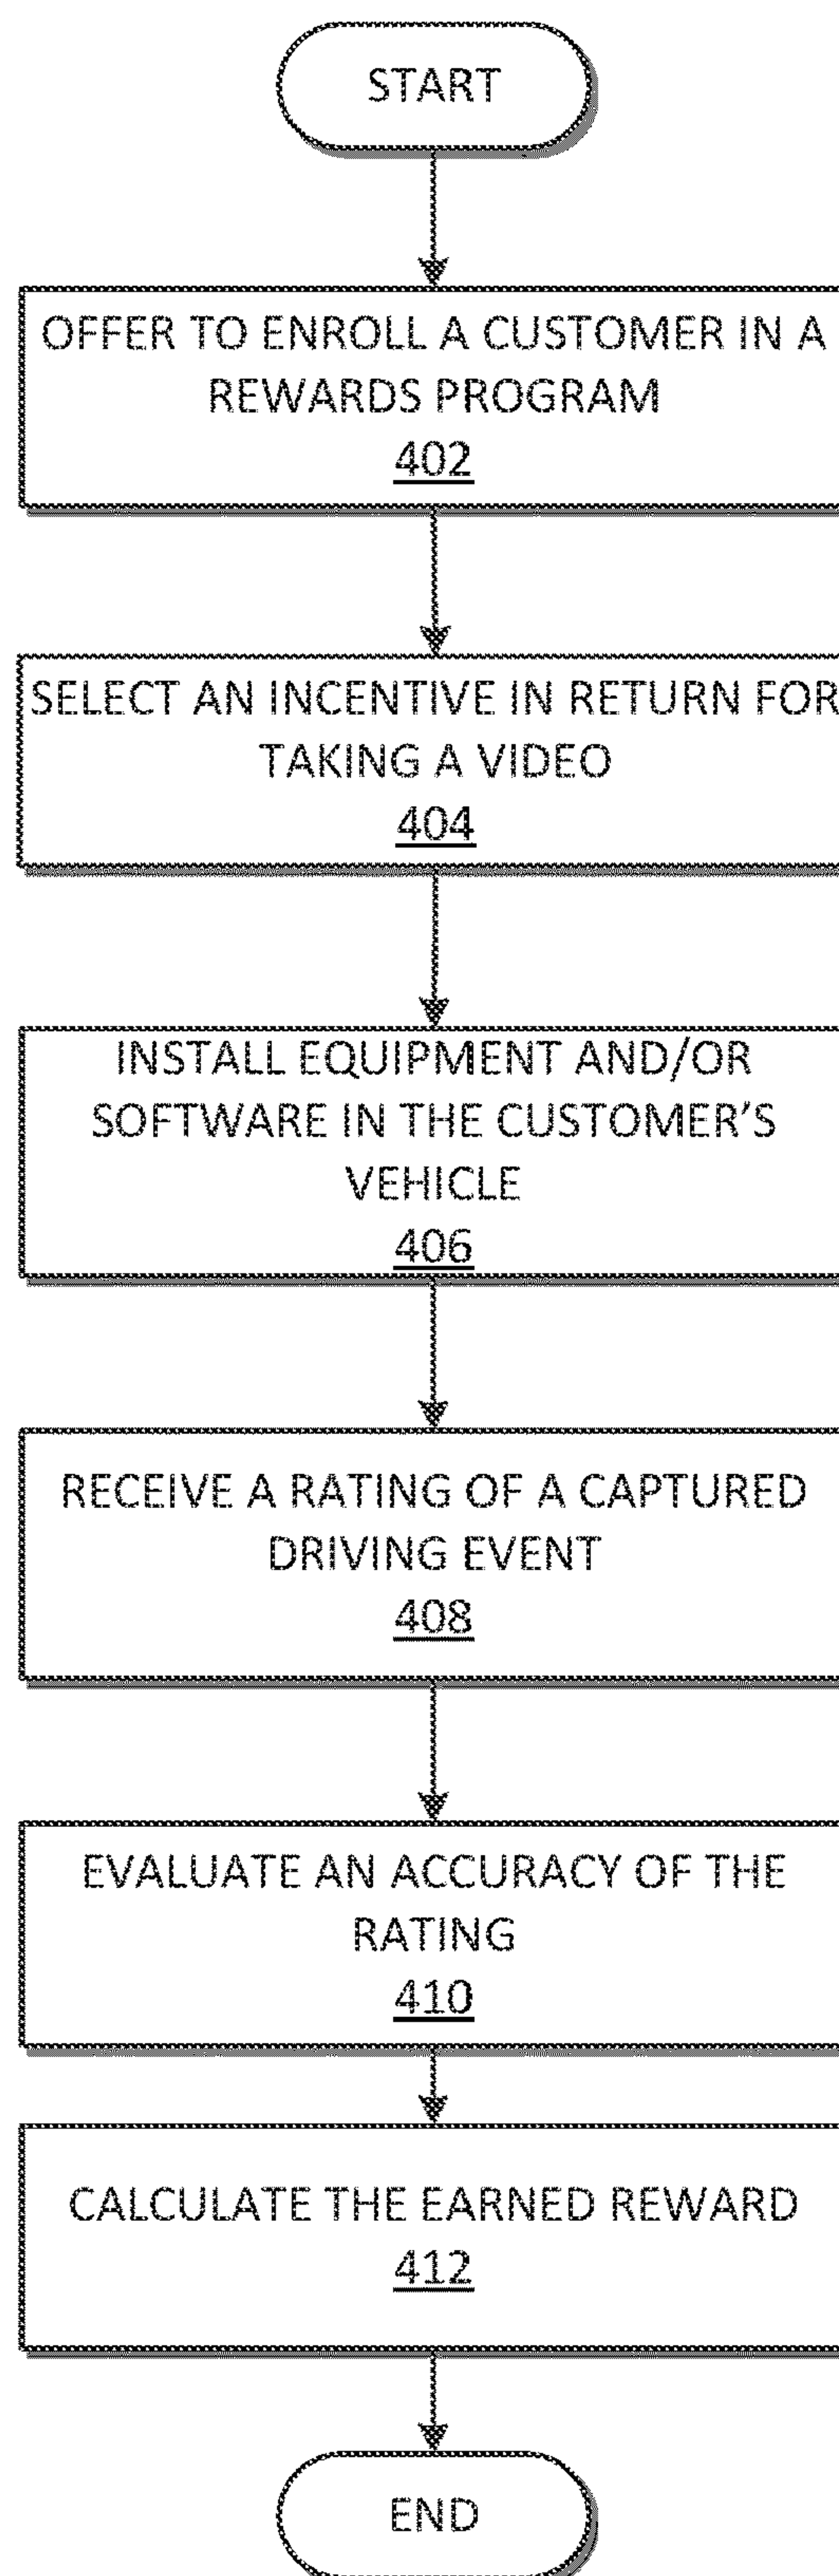 START
OFFER TO ENROLL A CUSTOMER IN A
REWARDS PROGRAM
402
SELECT AN INCENTIVE IN RETURN FOR
TAKING A VIDEO
404
INSTALL EQUIPMENT AND/OR
SOFTWARE IN THE CUSTOMER'S
VEHICLE
406
RECEIVE A RATING OF A CAPTURED
DRIVING EVENT
408
EVALUATE AN ACCURACY OF THE
RATING
410
CALCULATE THE EARNED REWARD
412
END